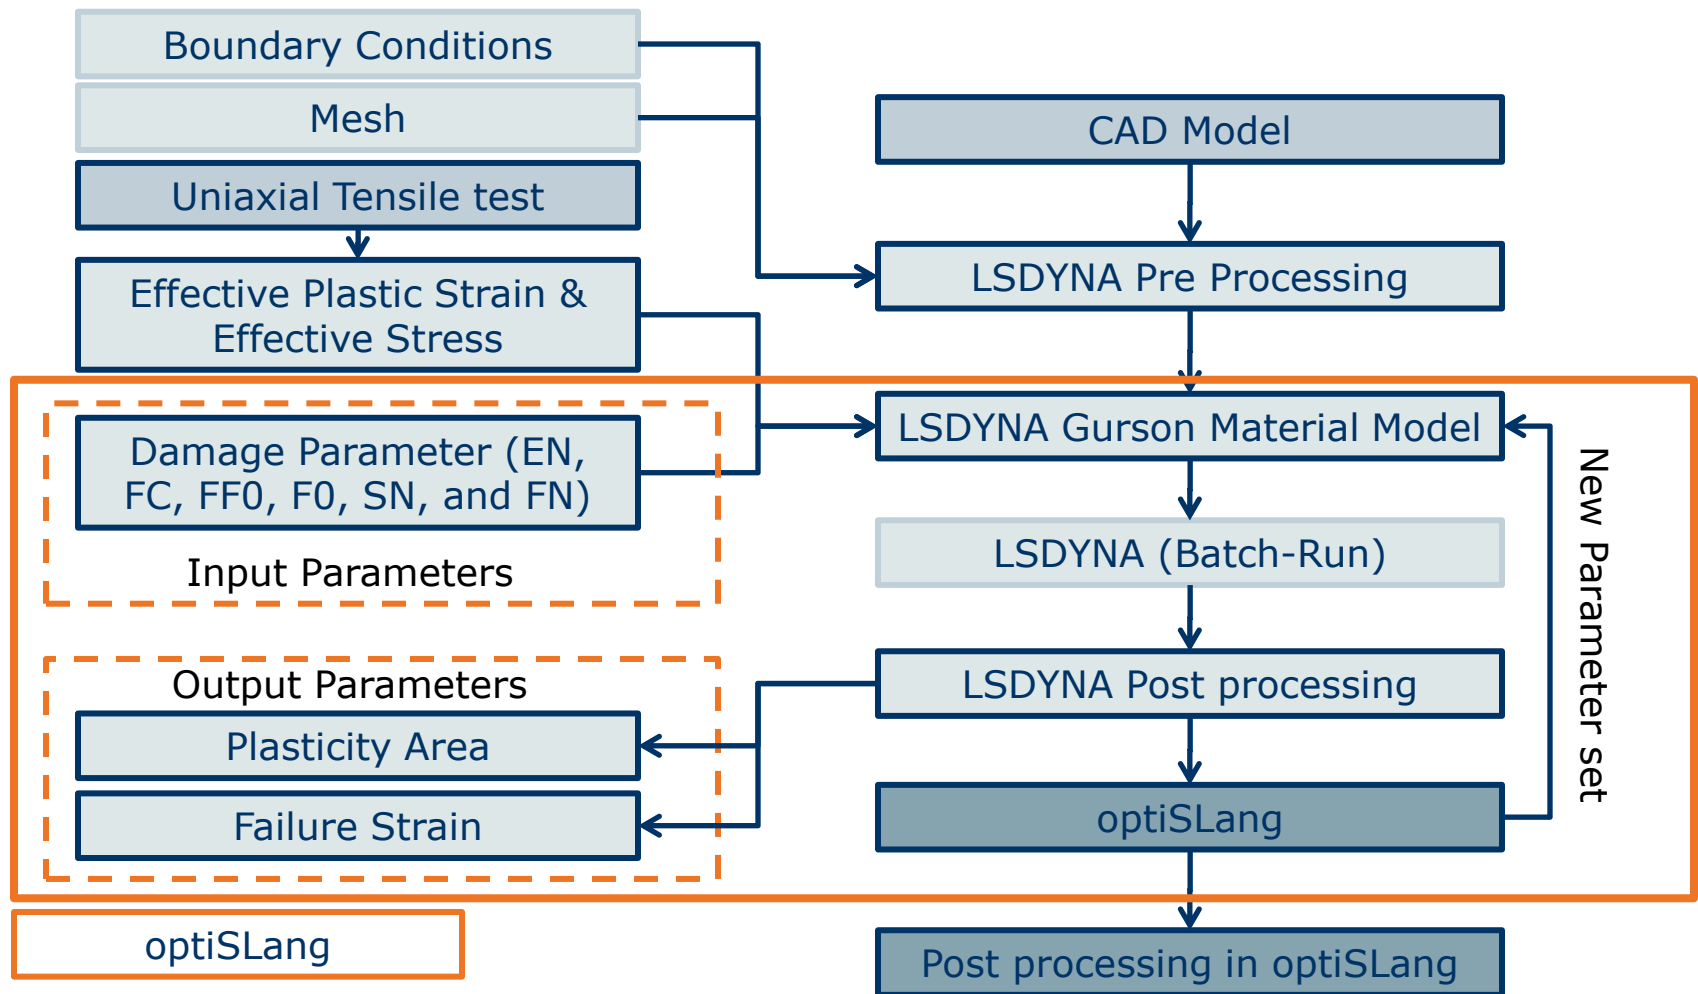 Boundary Conditions
Mesh
Uniaxial Tensile test
Effective Plastic Strain &
Effective Stress
CAD Model
LSDYNA Pre Processing
Damage Parameter (EN,
FC, FF0, F0, SN, and FN)
Input Parameters
LSDYNA Gurson Material Model
LSDYNA (Batch-Run)
LSDYNA Post processing
optiSLang
New Parameter set
Output Parameters
Plasticity Area
Failure Strain
optiSLang
Post processing in optiSLang